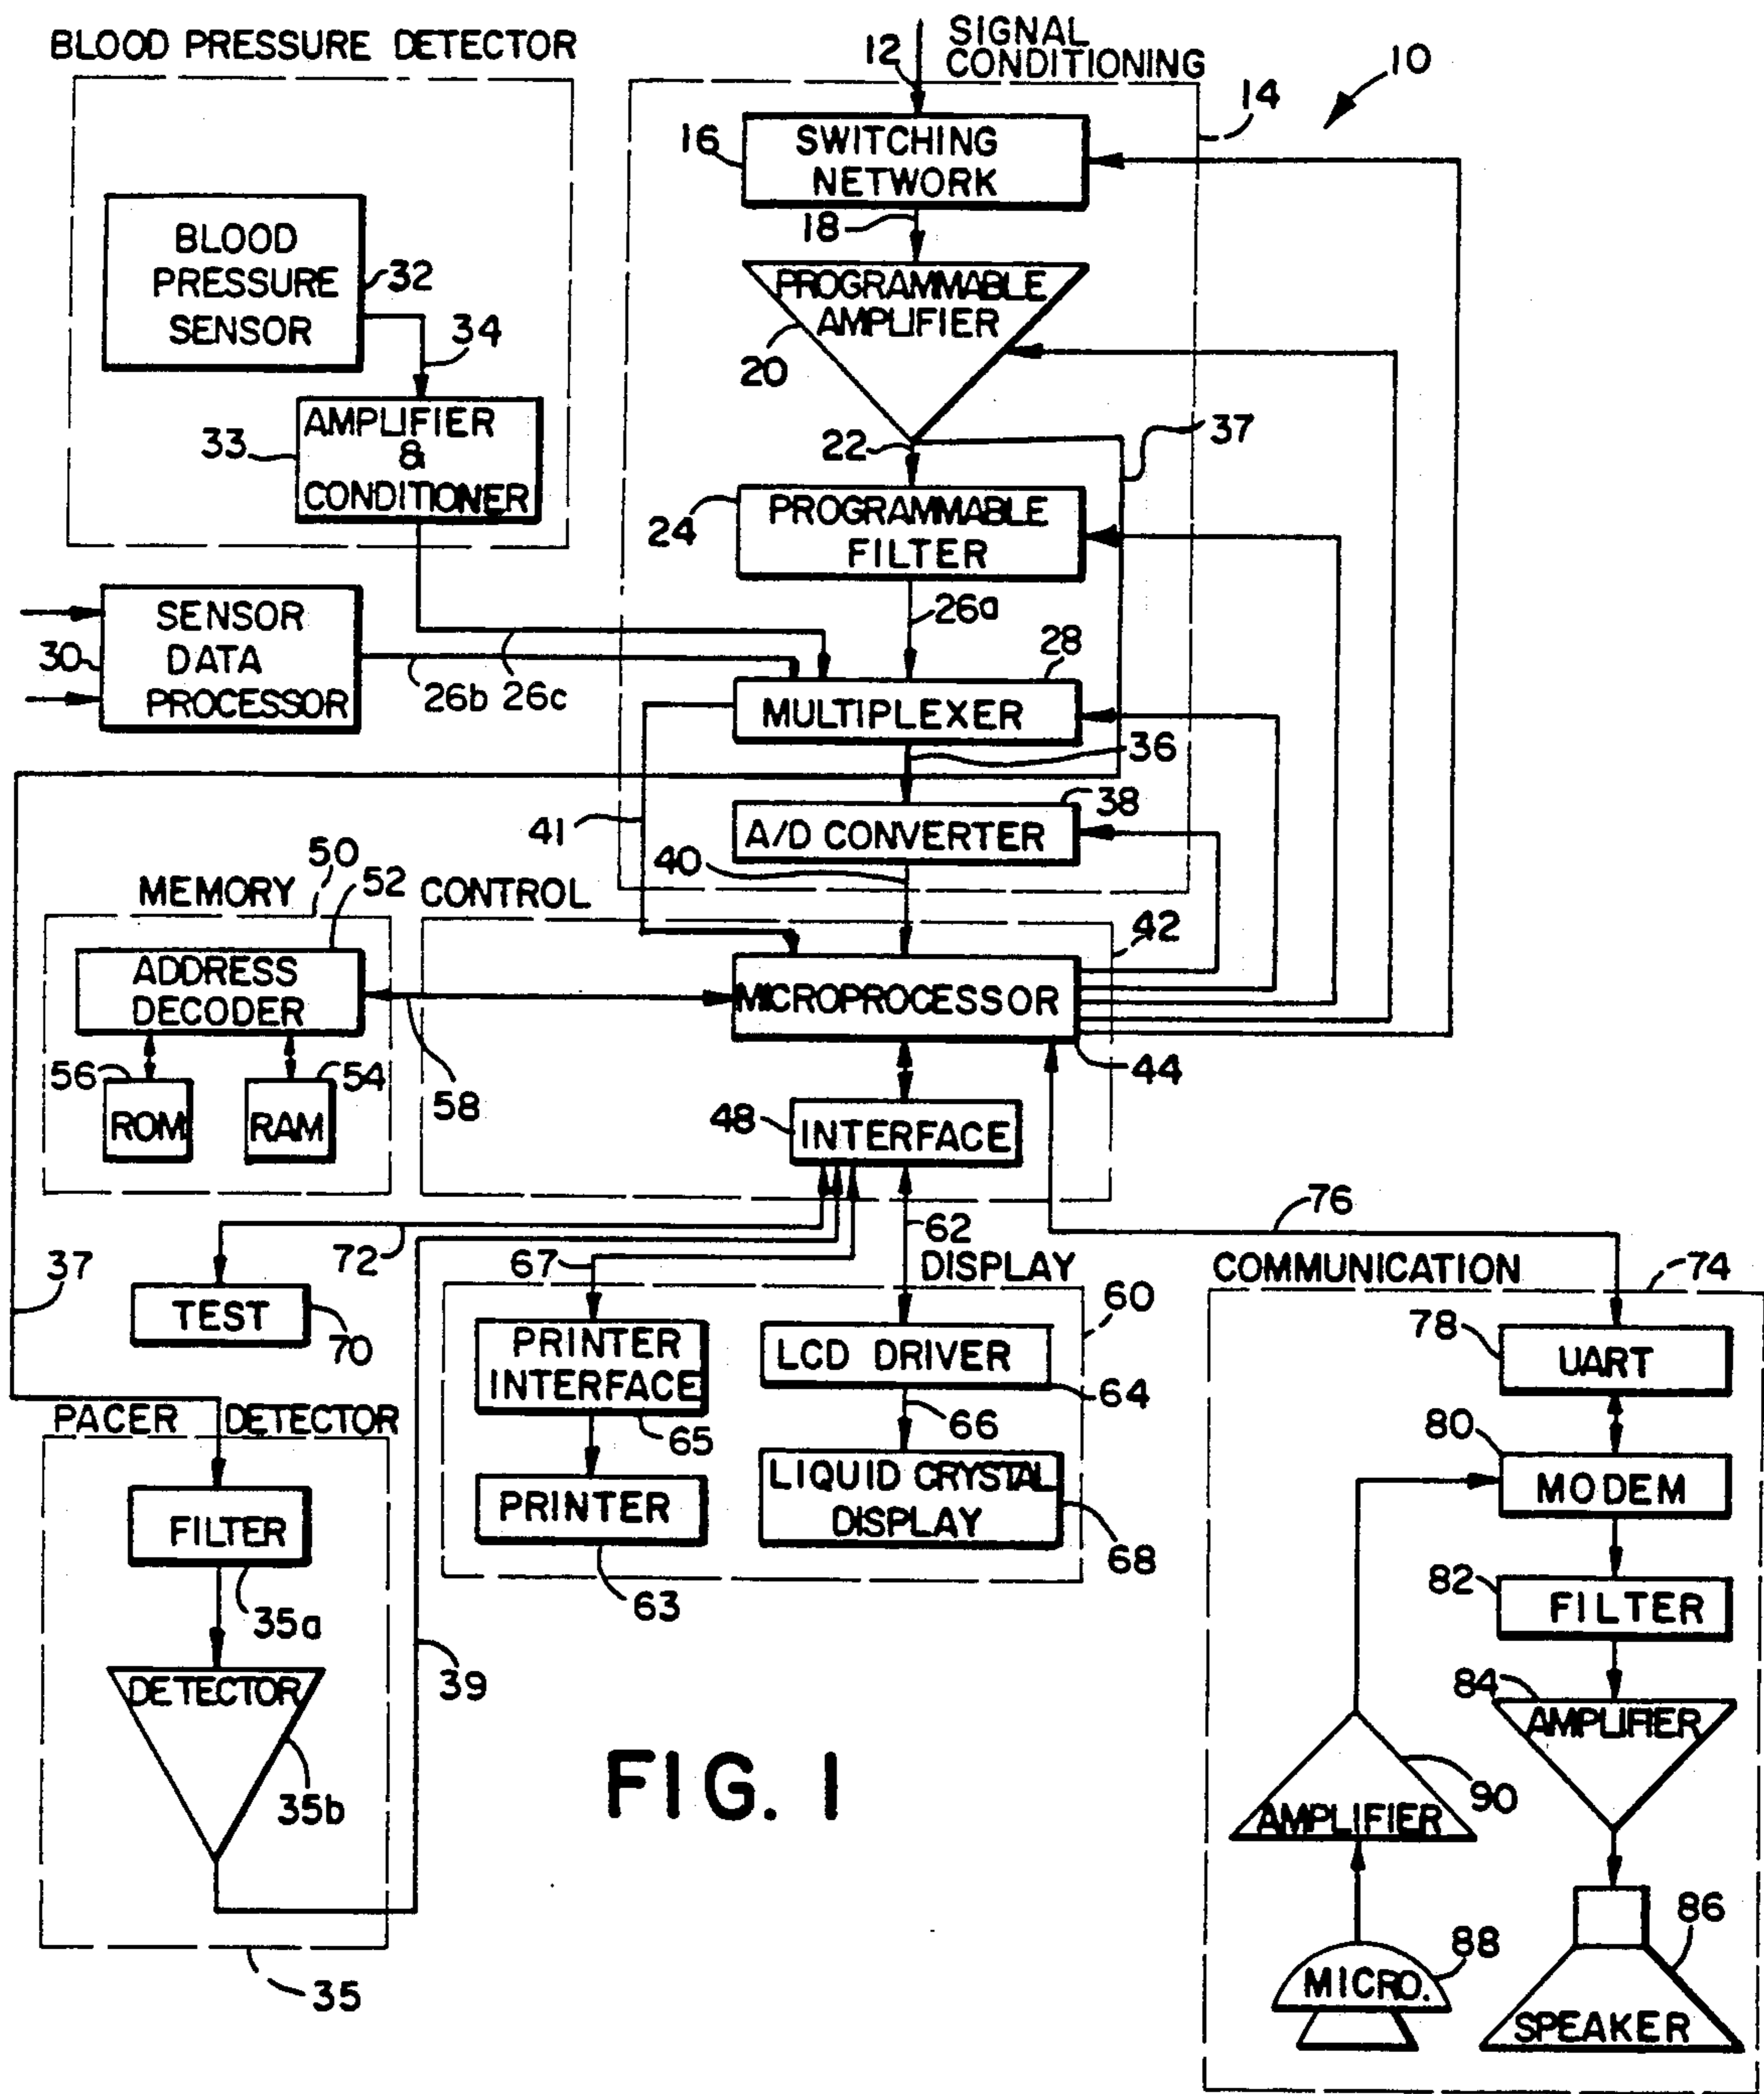 BLOOD PRESSURE DETECTOR
SIGNAL
CONDITIONING
12
10
14
16
SWITCHING
NETWORK
18
PROGRAMMABLE
AMPLIFIER
20
BLOOD
PRESSURE
SENSOR
32
34
33
AMPLIFIER
&
CONDITIONER
22
37
24
PROGRAMMABLE
FILTER
26a
30
SENSOR
DATA
PROCESSOR
26b
26c
28
MULTIPLEXER
36
41
38
A/D CONVERTER
40
MEMORY
50
52
CONTROL
42
ADDRESS
DECODER
MICROPROCESSOR
44
56
54
ROM
RAM
58
48
INTERFACE
72
62
76
37
67
DISPLAY
60
COMMUNICATION
74
TEST
70
PRINTER
INTERFACE
65
LCD DRIVER
64
66
78
UART
PACER DETECTOR
80
MODEM
PRINTER
63
LIQUID CRYSTAL
DISPLAY
68
FILTER
35a
82
FILTER
39
DETECTOR
35b
84
AMPLIFIER
90
AMPLIFIER
FIG. 1
88
MICRO.
86
SPEAKER
35